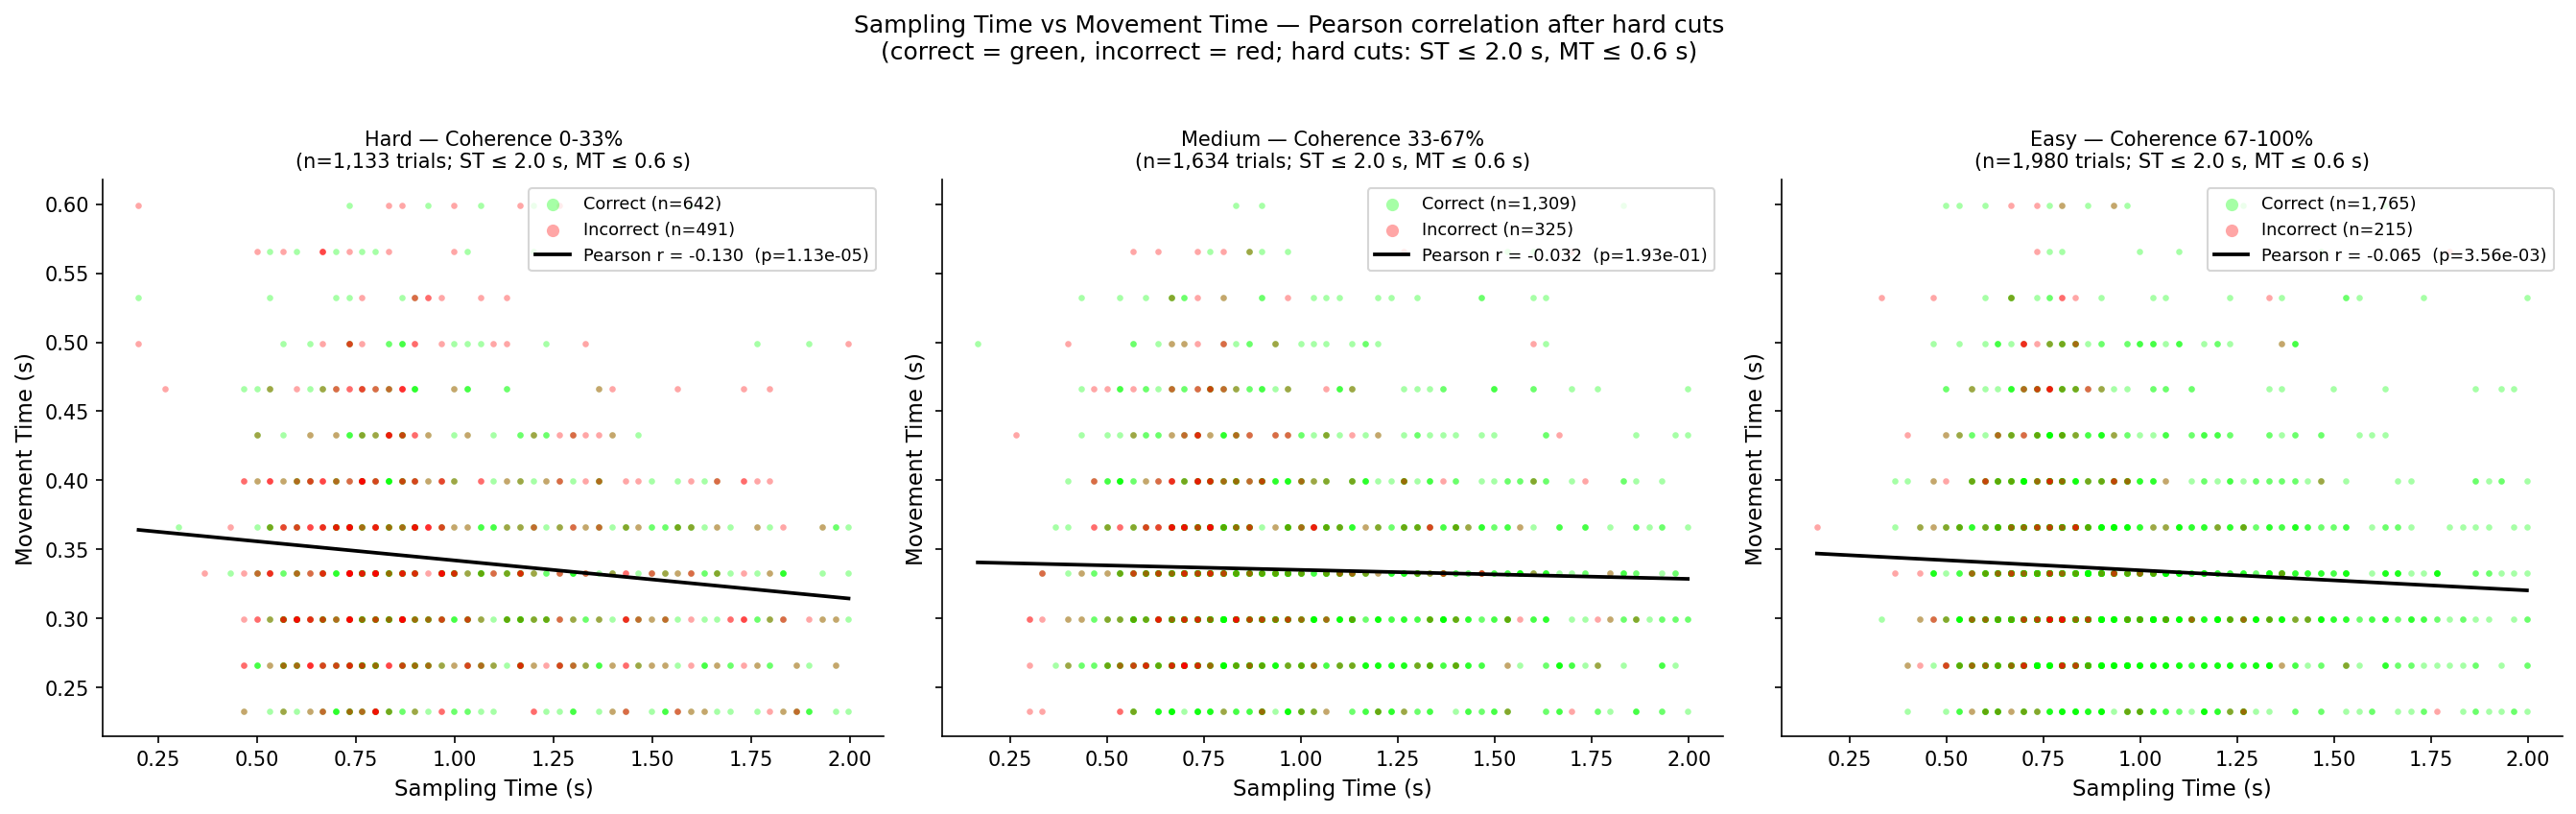 Sampling Time vs Movement Time — Pearson correlation after hard cuts
(correct = green, incorrect = red; hard cuts: ST ≤ 2.0 s, MT ≤ 0.6 s)
Hard — Coherence 0-33%
(n=1,133 trials; ST ≤ 2.0 s, MT ≤ 0.6 s)
Correct (n=642)
Incorrect (n=491)
Pearson r = -0.130 (p=1.13e-05)
Movement Time (s)
0.60
0.55
0.50
0.45
0.40
0.35
0.30
0.25
0.25 0.50 0.75 1.00 1.25 1.50 1.75 2.00
Sampling Time (s)
Medium — Coherence 33-67%
(n=1,634 trials; ST ≤ 2.0 s, MT ≤ 0.6 s)
Correct (n=1,309)
Incorrect (n=325)
Pearson r = -0.032 (p=1.93e-01)
Movement Time (s)
0.25 0.50 0.75 1.00 1.25 1.50 1.75 2.00
Sampling Time (s)
Easy — Coherence 67-100%
(n=1,980 trials; ST ≤ 2.0 s, MT ≤ 0.6 s)
Correct (n=1,765)
Incorrect (n=215)
Pearson r = -0.065 (p=3.56e-03)
Movement Time (s)
0.25 0.50 0.75 1.00 1.25 1.50 1.75 2.00
Sampling Time (s)